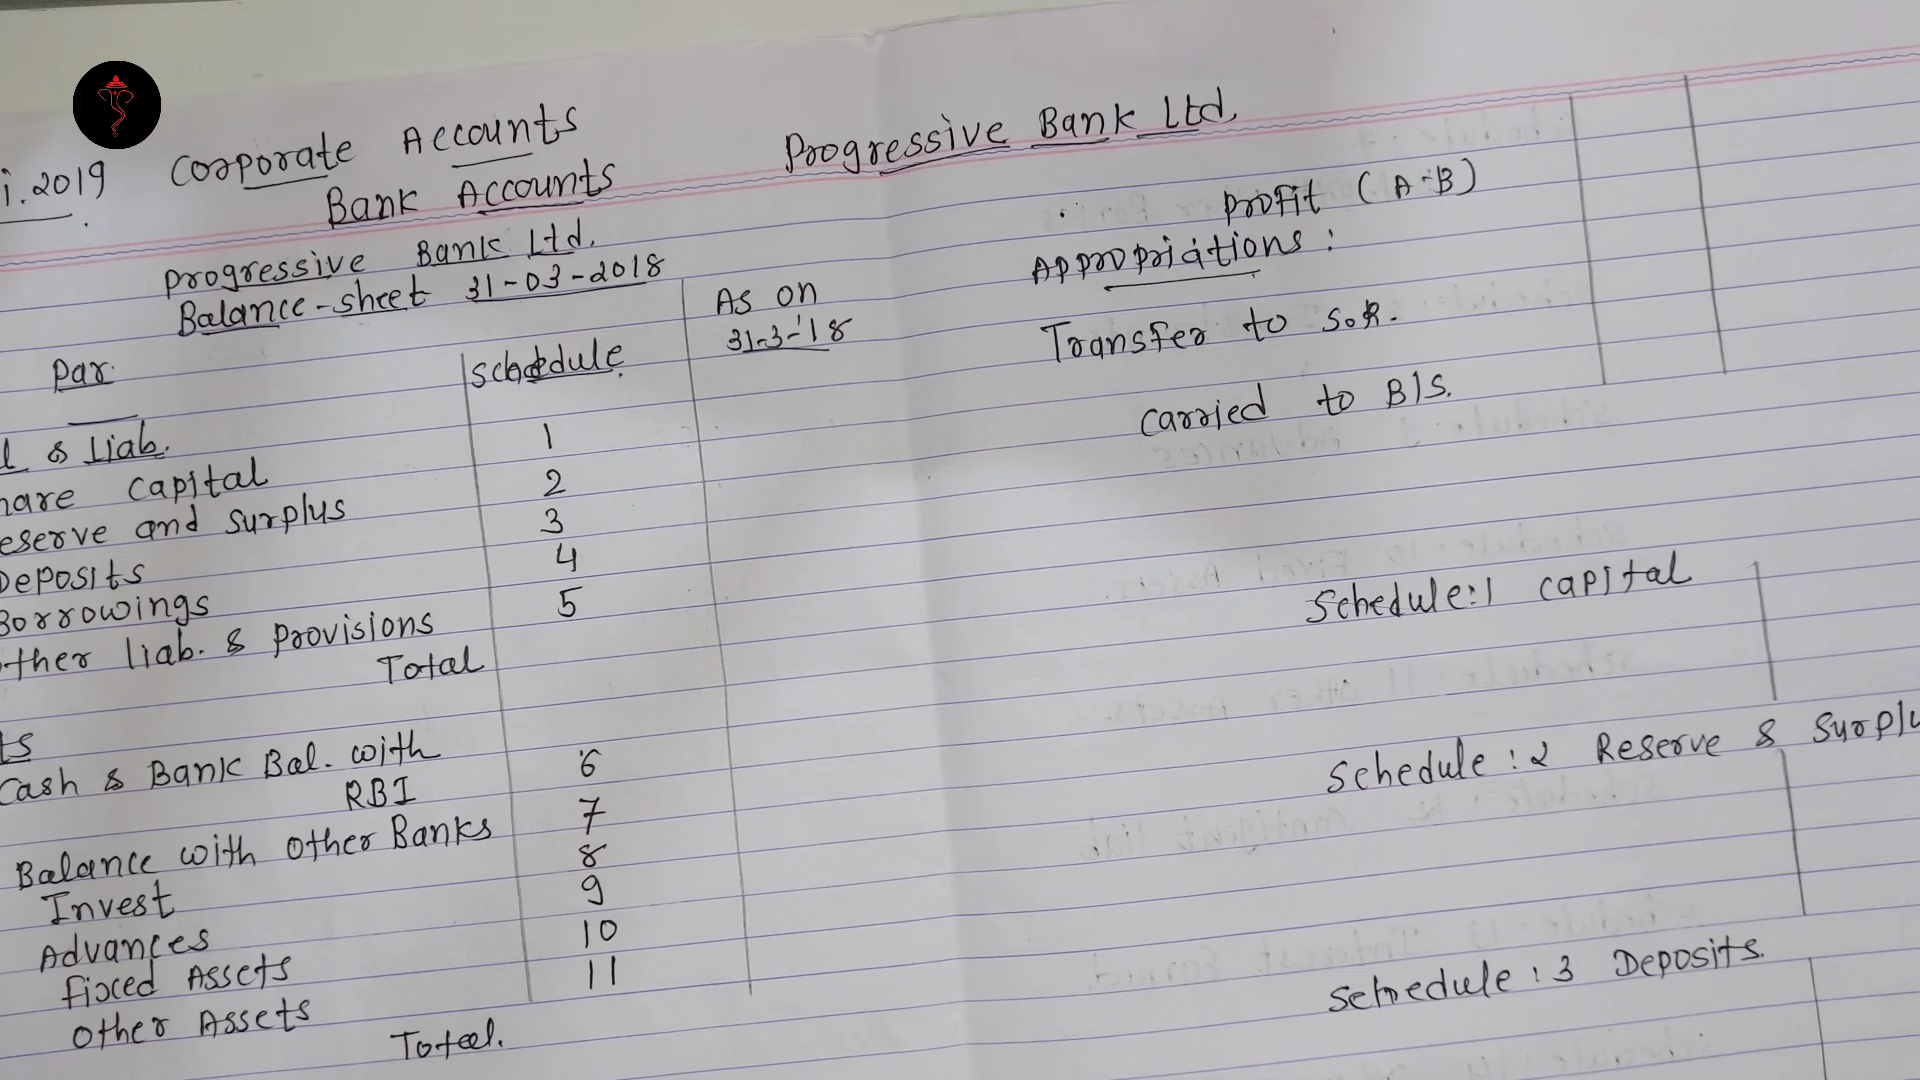 i. 2019 Corporate Accounts
Bank Accounts
Progressive Bank Ltd.
Balance-sheet 31-03-2018
Par. Schedule As on
31-3-'18
l & Liab.
hare Capital 1
eserve and Surplus 2
Deposits 3
Borrowings 4
ther liab. & Provisions 5
Total
ts
Cash & Bank Bal. with
RBI 6
Balance with other Banks 7
Invest 8
Advances 9
Fixed Assets 10
Other Assets 11
Total.
Progressive Bank Ltd.
Profit (A-B)
Appropriations:
Transfer to S.R.
Carried to B/S.
Schedule:1 Capital
Schedule:2 Reserve & Surplu
Schedule:3 Deposits.